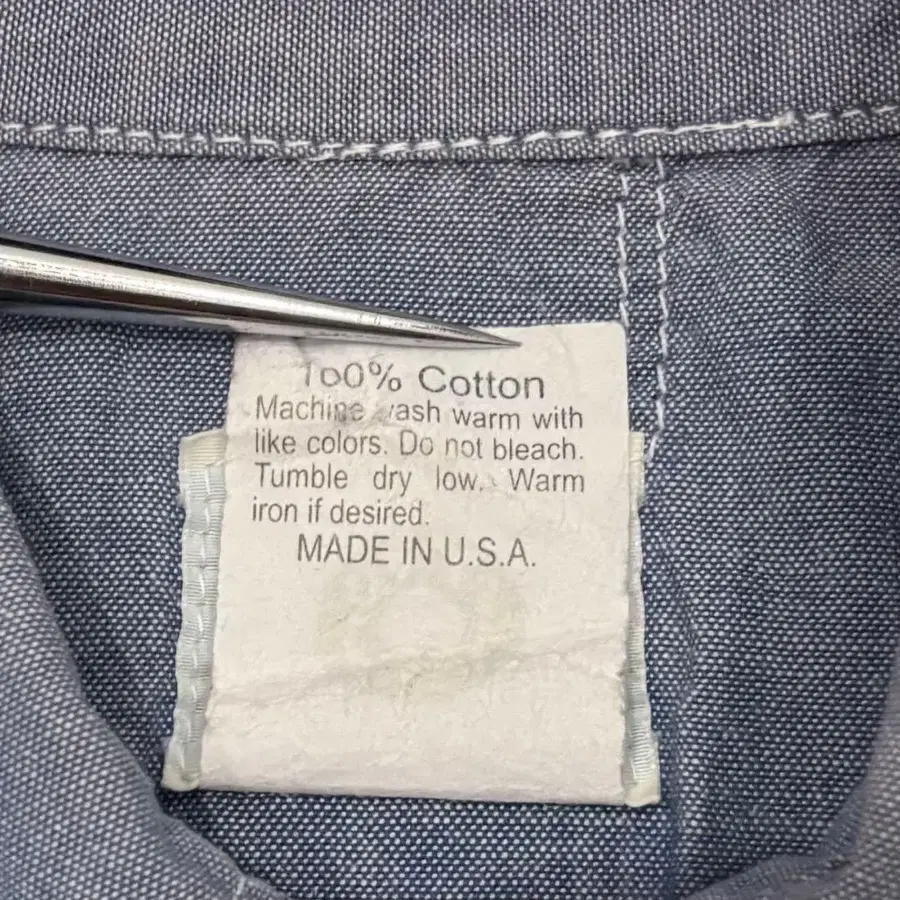 100% Cotton
Machine wash warm with
like colors. Do not bleach.
Tumble dry low. Warm
iron if desired.
MADE IN U.S.A.